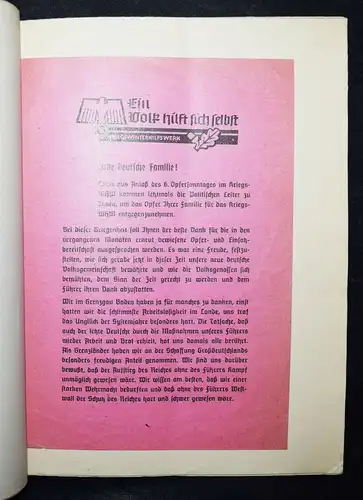 Ein
Volk hilft sich selbst
WINTERHILFSWERK
deutsche Familie!
aus Anlaß des 6. Opfersonntages im Kriegs-
WHW kommen letztmals die Politischen Leiter zu
Ihnen, um das Opfer Ihrer Familie für das Kriegs-
WHW entgegenzunehmen.
Bei dieser Gelegenheit soll Ihnen der beste Dank für die in den
vergangenen Monaten erneut bewiesene Opfer- und Einsatz-
bereitschaft ausgesprochen werden. Es war eine Freude, festzu-
stellen, wie sich gerade jetzt in dieser Zeit unsere deutsche
Volksgemeinschaft bewährte und wie die Volksgenossen sich
bemühten, dem Sinn der Zeit gerecht zu werden und dem
Führer ihren Dank abzustatten.
Wir im Grenzgau Baden haben ja für manches zu danken, einst
hatten wir die schlimmste Arbeitslosigkeit im Lande, uns trat
das Unglück der Systemjahre besonders hart. Die Tatsache, daß
auch der letzte Deutsche durch die Maßnahmen unseres Führers
wieder Arbeit und Brot erhielt, hat uns damals alle berührt.
Als Grenzländer haben wir an der Schaffung Großdeutschlands
besonders freudigen Anteil genommen. Wir sind uns darüber
bewußt, daß der Aufstieg des Reiches ohne des Führers Kampf
unmöglich gewesen wäre. Wir wissen am besten, daß wir einer
starken Wehrmacht bedurften und daß ohne des Führers West-
wall der Schutz des Reiches hart und schwer gewesen wäre.